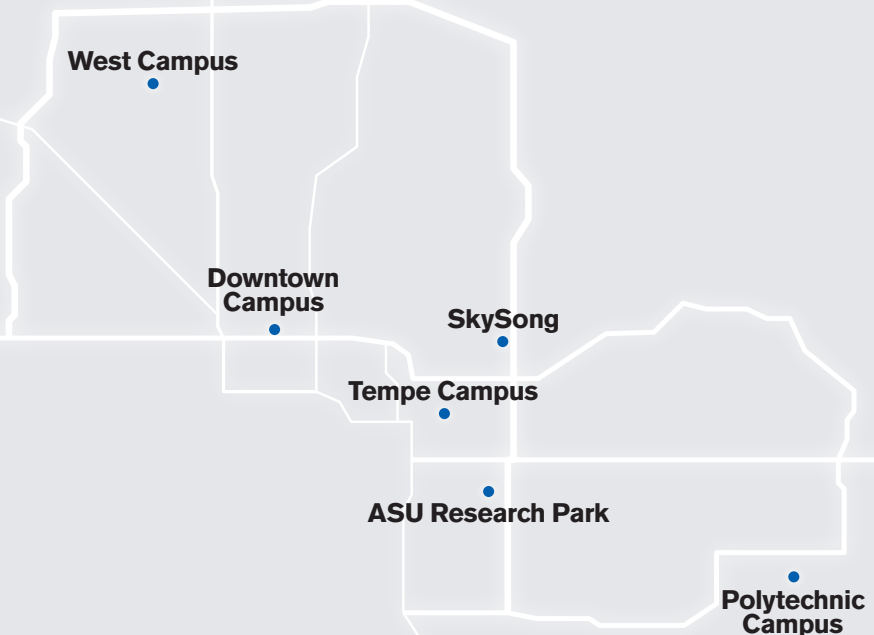 West Campus
Downtown
Campus
SkySong
Tempe Campus
ASU Research Park
Polytechnic
Campus